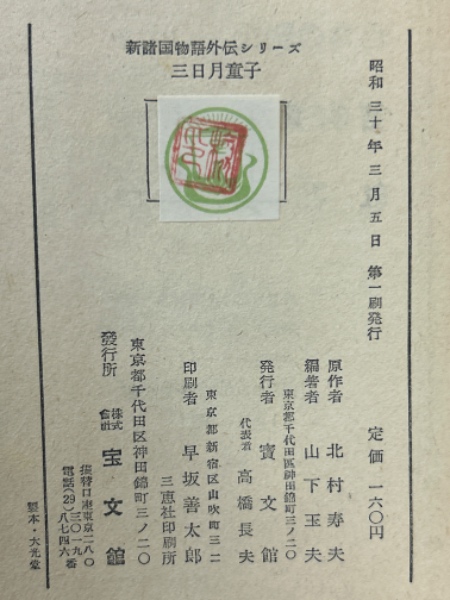 新諸国物語外伝シリーズ
三日月童子
昭和三十年三月五日 第一刷発行
定価 一六〇円
原作者 北村寿夫
編著者 山下玉夫
東京都千代田区神田錦町三ノ二〇
発行者 寳文館
代表者 高橋長夫
東京都新宿区山吹町三二
印刷者 早坂善太郎
三恵社印刷所
東京都千代田区神田錦町三ノ二〇
發行所 株式会社 宝文館
振替口座東京二八〇
電話(29)三〇一九番
八七四六
製本・大元堂